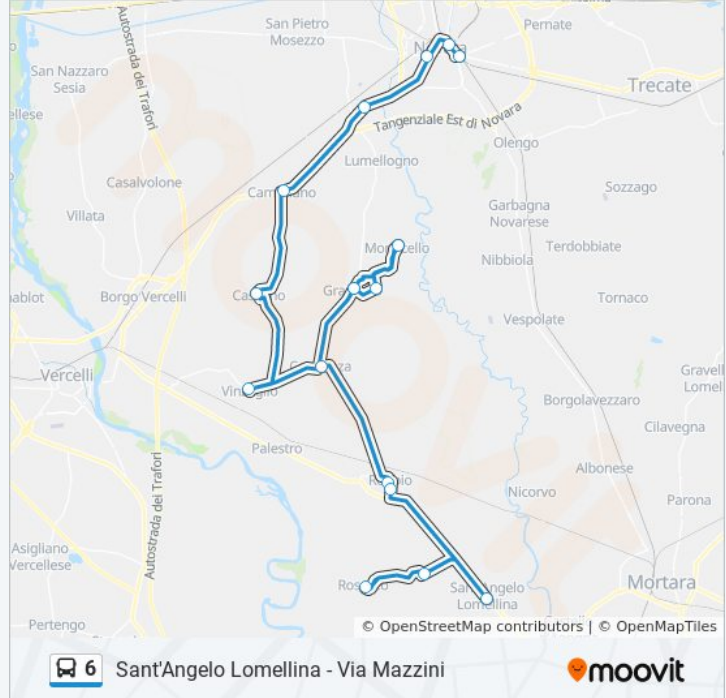 San Pietro
Mosezzo
Pernate
San Nazzaro
Sesia
Autostrada dei Trafori
Trecate
Tangenziale Est di Novara
Olengo
Lumellogno
Casalvolone
Sozzago
Garbagna
Novarese
Villata
Terdobbiate
Nibbiola
Borgo Vercelli
Tornaco
Vespolate
Vercelli
Gravell
Lomel
Borgolavezzaro
Cilavegna
Palestro
Albonese
Nicorvo
Parona
Autostrada dei Trafori
Asigliano
Vercellese
Mortara
Sant'Angelo
Lomellina
Pertengo
© OpenStreetMap contributors | © OpenMapTiles
6 Sant'Angelo Lomellina - Via Mazzini
moovit